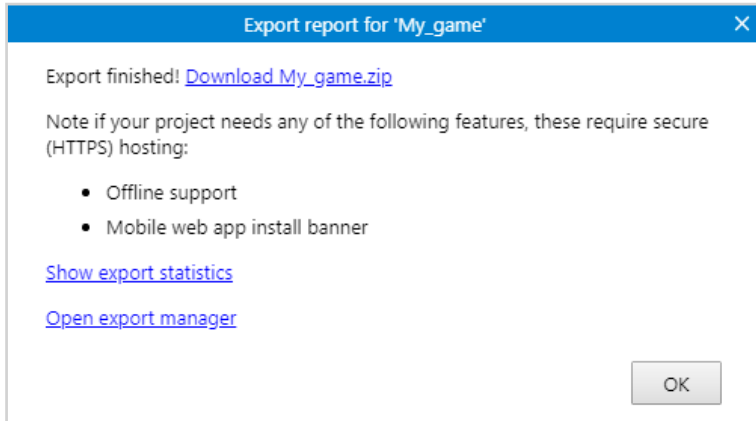 Export report for 'My_game'
Export finished! Download My_game.zip
Note if your project needs any of the following features, these require secure
(HTTPS) hosting:
• Offline support
• Mobile web app install banner
Show export statistics
Open export manager
OK